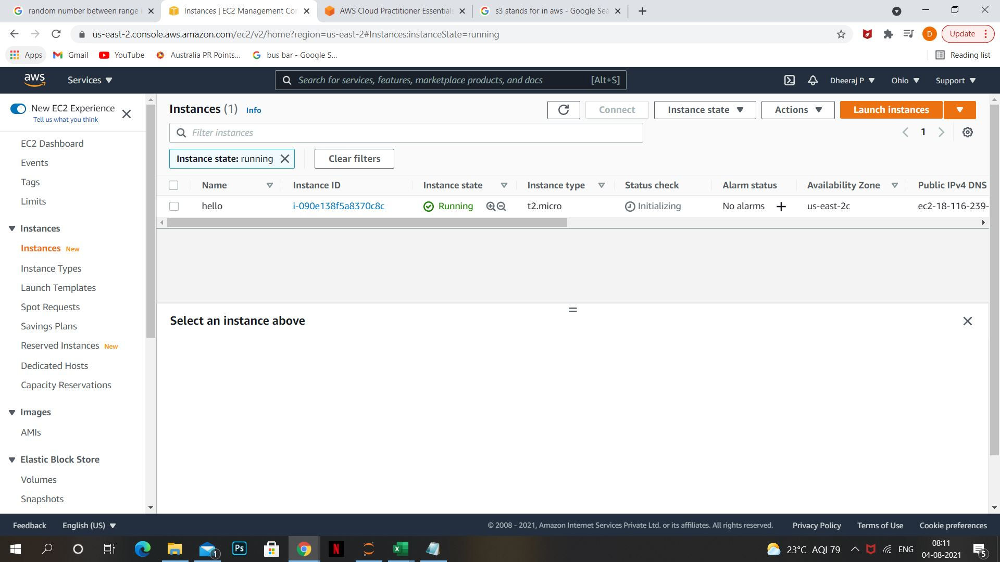 random number between range i
Instances | EC2 Management Con
AWS Cloud Practitioner Essentials
s3 stands for in aws - Google Sea
us-east-2.console.aws.amazon.com/ec2/v2/home?region=us-east-2#Instances:instanceState=running
D
Update
Apps
Gmail
YouTube
Australia PR Points...
bus bar - Google S...
Reading list
aws
Services
Search for services, features, marketplace products, and docs
[Alt+S]
Dheeraj P
Ohio
Support
New EC2 Experience
Tell us what you think
EC2 Dashboard
Events
Tags
Limits
Instances
Instances New
Instance Types
Launch Templates
Spot Requests
Savings Plans
Reserved Instances New
Dedicated Hosts
Capacity Reservations
Images
AMIs
Elastic Block Store
Volumes
Snapshots
Instances (1) Info
Connect
Instance state
Actions
Launch instances
Filter instances
1
Instance state: running
Clear filters
Name Instance ID Instance state Instance type Status check Alarm status Availability Zone Public IPv4 DNS
hello i-090e138f5a8370c8c Running t2.micro Initializing No alarms us-east-2c ec2-18-116-239-
Select an instance above
Feedback
English (US)
© 2008 - 2021, Amazon Internet Services Private Ltd. or its affiliates. All rights reserved.
Privacy Policy
Terms of Use
Cookie preferences
1
Ps
N
X
23°C AQI 79
ENG
08:11
04-08-2021
5